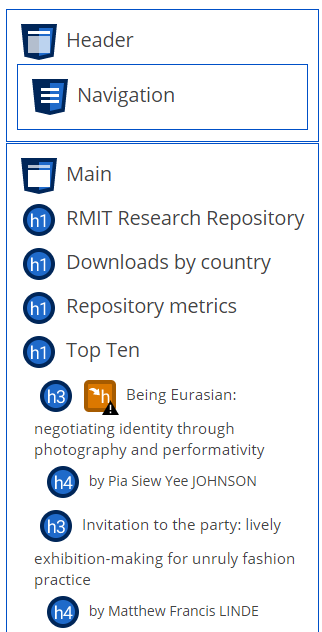 Header
Navigation
Main
h1 RMIT Research Repository
h1 Downloads by country
h1 Repository metrics
h1 Top Ten
h3 h Being Eurasian:
negotiating identity through
photography and performativity
h4 by Pia Siew Yee JOHNSON
h3 Invitation to the party: lively
exhibition-making for unruly fashion
practice
h4 by Matthew Francis LINDE